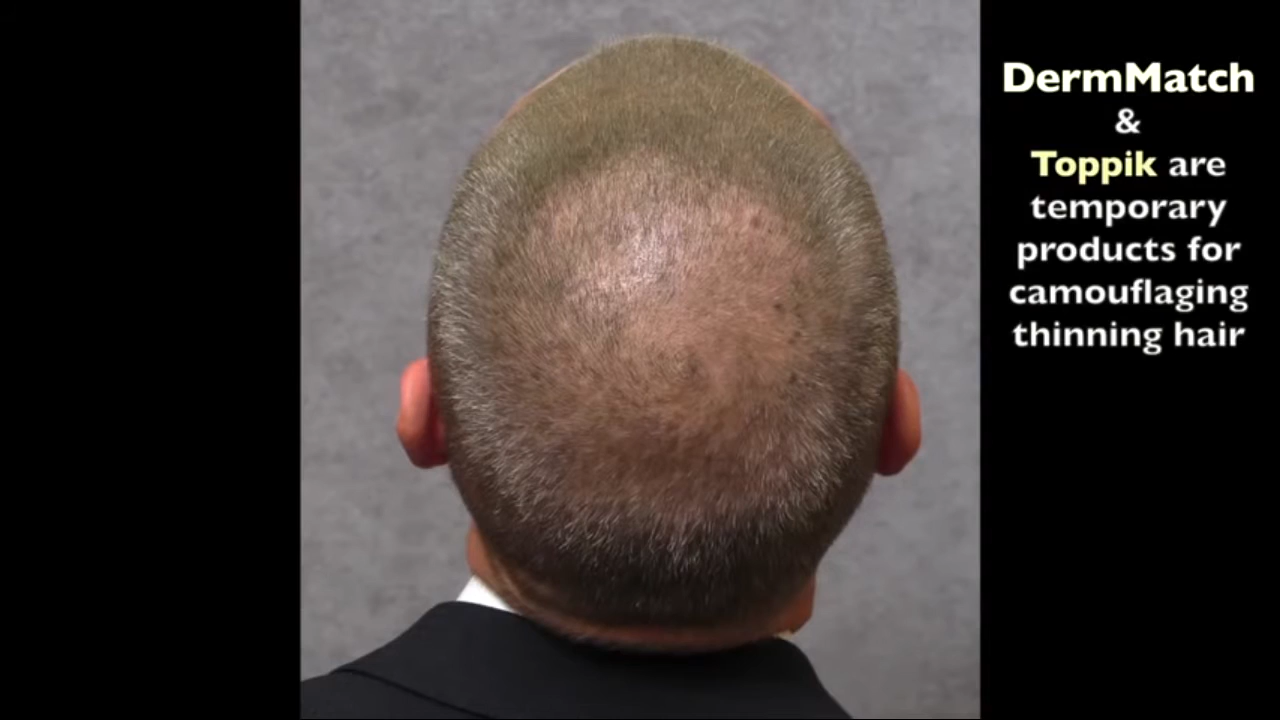 DermMatch
&
Toppik are
temporary
products for
camouflaging
thinning hair